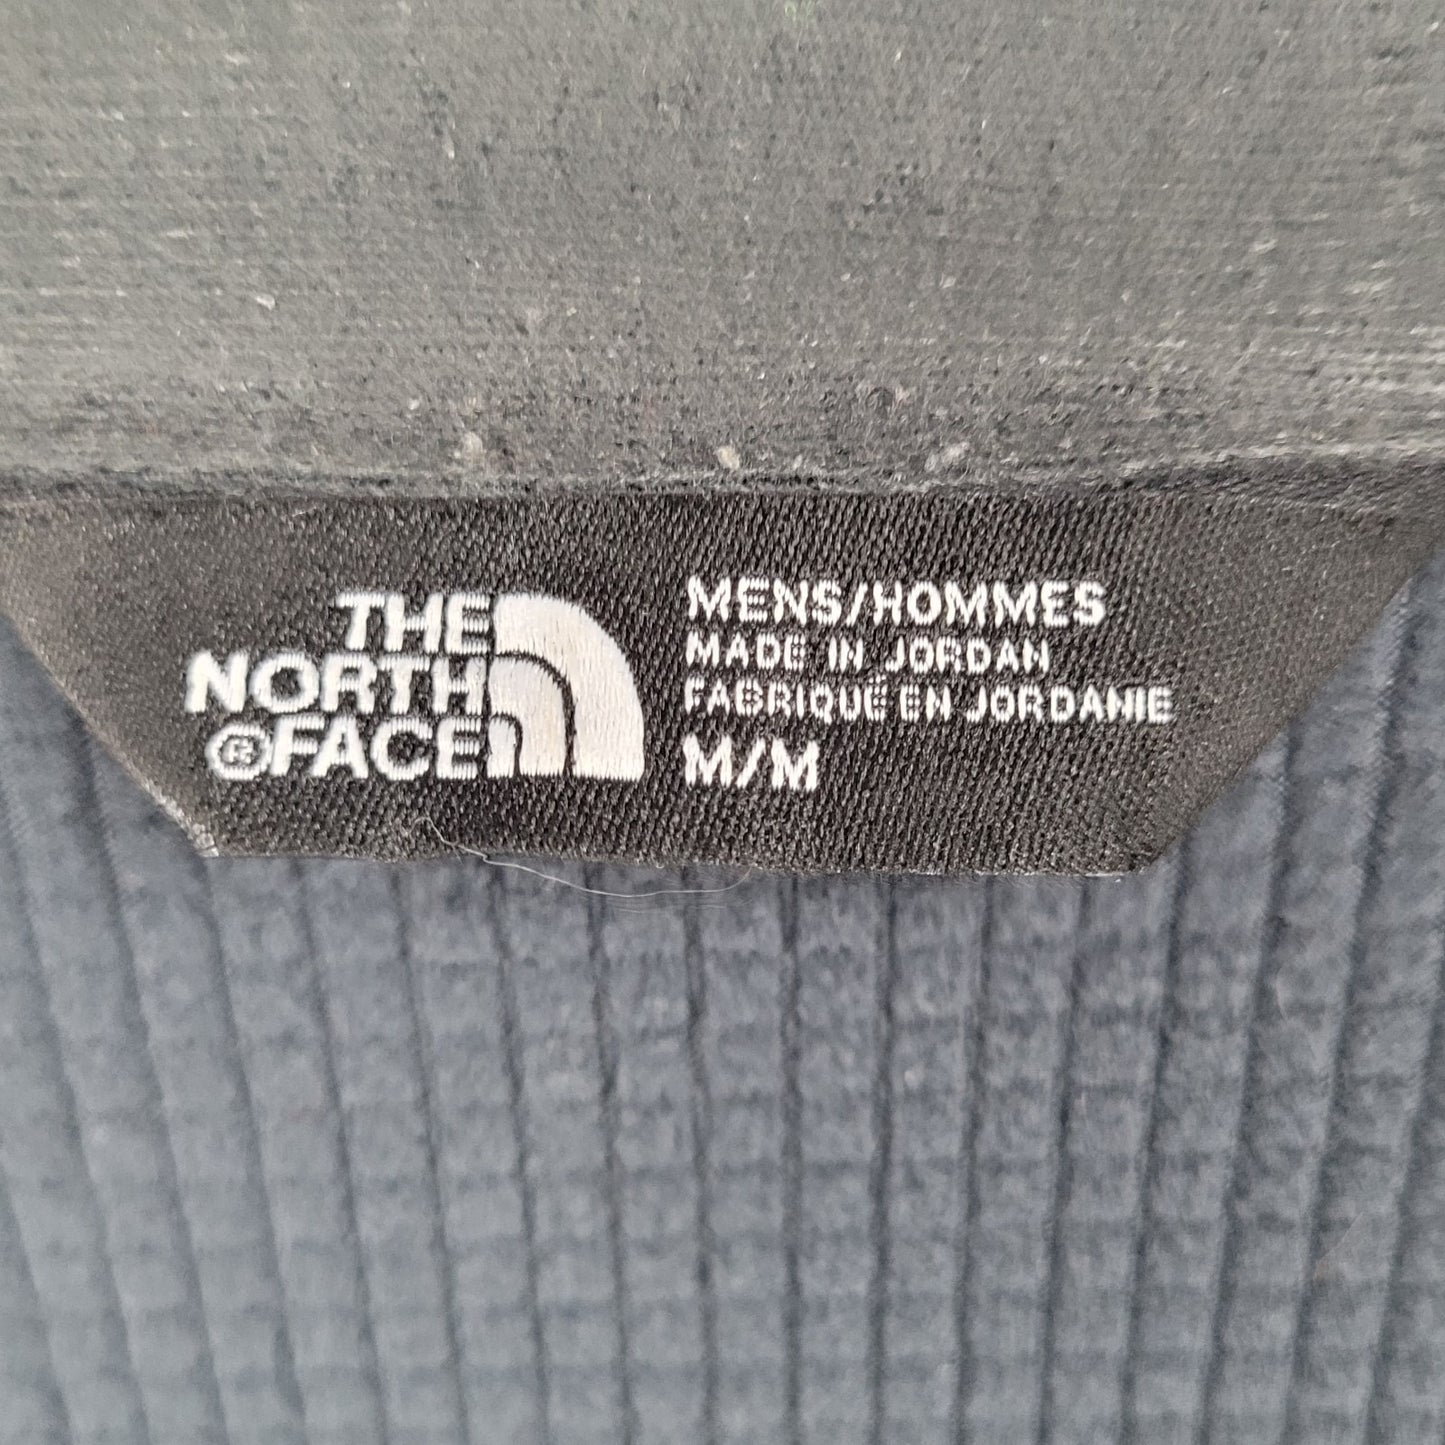 THE
NORTH
®FACE
MENS/HOMMES
MADE IN JORDAN
FABRIQUÉ EN JORDANIE
M/M